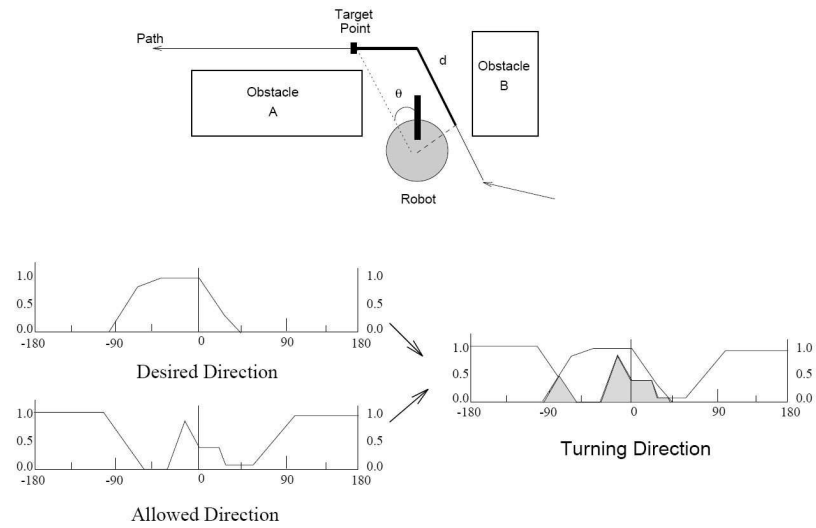 Target
Point
Path
d
Obstacle
A
Obstacle
B
θ
Robot
1.0 1.0
0.5 0.5
0.0 0.0
-180 -90 0 90 180
Desired Direction
1.0 1.0
0.5 0.5
0.0 0.0
-180 -90 0 90 180
Allowed Direction
1.0 1.0
0.5 0.5
0.0 0.0
-180 -90 0 90 180
Turning Direction